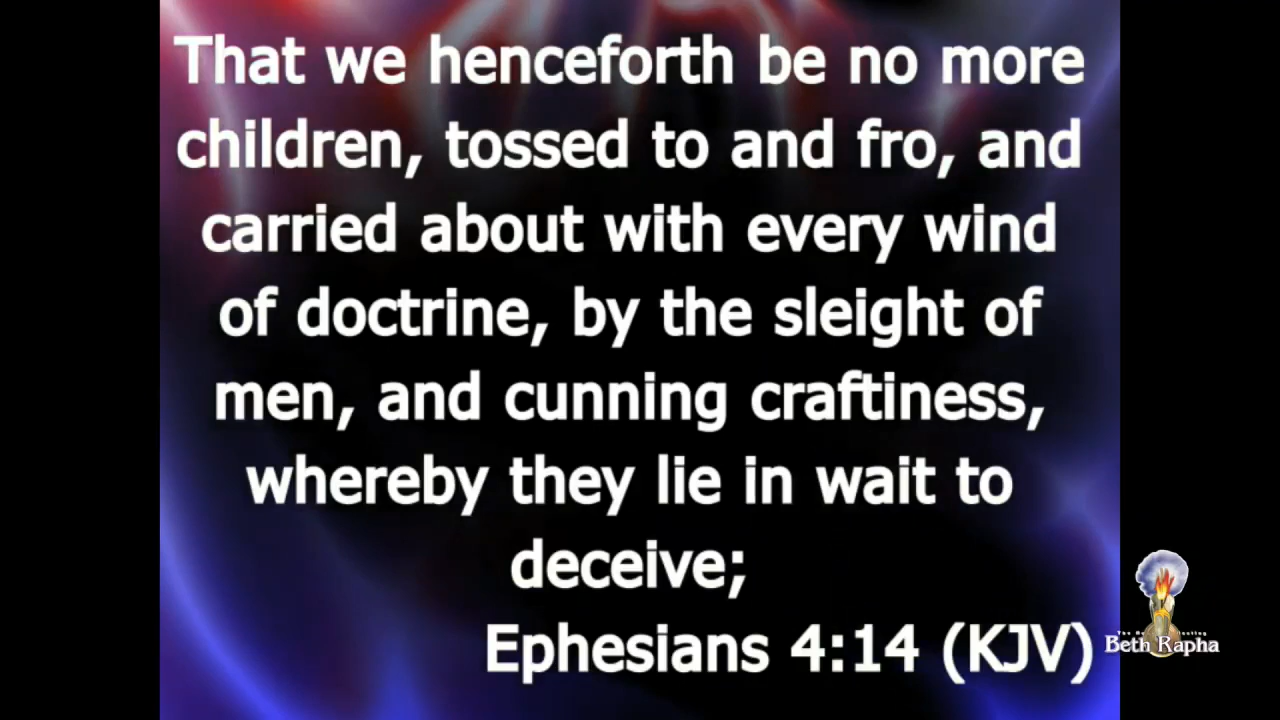 That we henceforth be no more
children, tossed to and fro, and
carried about with every wind
of doctrine, by the sleight of
men, and cunning craftiness,
whereby they lie in wait to
deceive;
Ephesians 4:14 (KJV)
Beth Rapha